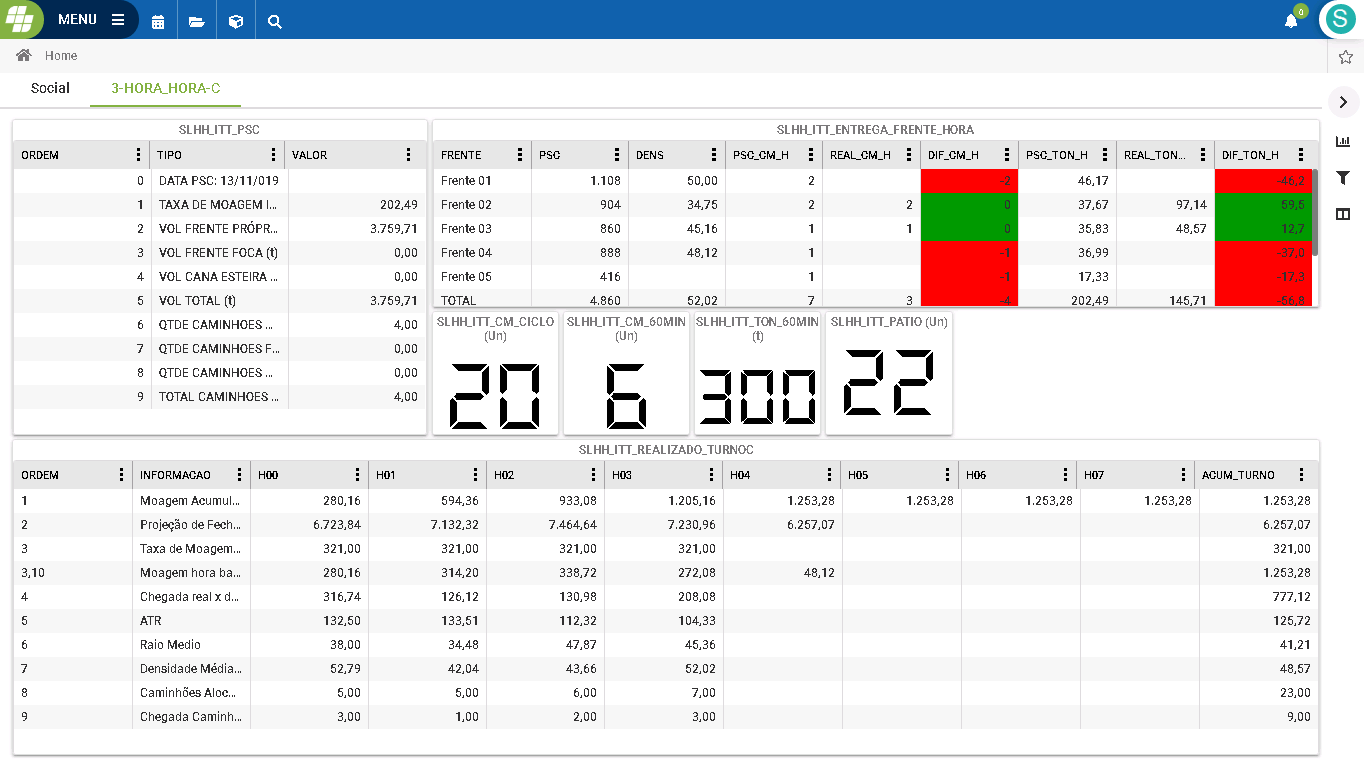 MENU
0
S
Home
Social 3-HORA_HORA-C
SLHH_ITT_PSC
ORDEM TIPO VALOR
0 DATA PSC: 13/11/019
1 TAXA DE MOAGEM I... 202,49
2 VOL FRENTE PRÓPR... 3.759,71
3 VOL FRENTE FOCA (t) 0,00
4 VOL CANA ESTEIRA ... 0,00
5 VOL TOTAL (t) 3.759,71
6 QTDE CAMINHOES ... 4,00
7 QTDE CAMINHOES F... 0,00
8 QTDE CAMINHOES ... 0,00
9 TOTAL CAMINHOES ... 4,00
SLHH_ITT_ENTREGA_FRENTE_HORA
FRENTE PSC DENS PSC_CM_H REAL_CM_H DIF_CM_H PSC_TON_H REAL_TON... DIF_TON_H
Frente 01 1.108 50,00 2 -2 46,17 -46,2
Frente 02 904 34,75 2 2 0 37,67 97,14 59,5
Frente 03 860 45,16 1 1 0 35,83 48,57 12,7
Frente 04 888 48,12 1 -1 36,99 -37,0
Frente 05 416 1 -1 17,33 -17,3
TOTAL 4.860 52,02 7 3 -4 202,49 145,71 -56,8
SLHH_ITT_CM_CICLO
(Un)
20
SLHH_ITT_CM_60MIN
(Un)
6
SLHH_ITT_TON_60MIN
(t)
300
SLHH_ITT_PATIO (Un)
22
SLHH_ITT_REALIZADO_TURNOC
ORDEM INFORMACAO H00 H01 H02 H03 H04 H05 H06 H07 ACUM_TURNO
1 Moagem Acumul... 280,16 594,36 933,08 1.205,16 1.253,28 1.253,28 1.253,28 1.253,28 1.253,28
2 Projeção de Fech... 6.723,84 7.132,32 7.464,64 7.230,96 6.257,07 6.257,07
3 Taxa de Moagem... 321,00 321,00 321,00 321,00 321,00
3,10 Moagem hora ba... 280,16 314,20 338,72 272,08 48,12 1.253,28
4 Chegada real x d... 316,74 126,12 130,98 208,08 777,12
5 ATR 132,50 133,51 112,32 104,33 125,72
6 Raio Medio 38,00 34,48 47,87 45,36 41,21
7 Densidade Média... 52,79 42,04 43,66 52,02 48,57
8 Caminhões Aloc... 5,00 5,00 6,00 7,00 23,00
9 Chegada Caminh... 3,00 1,00 2,00 3,00 9,00